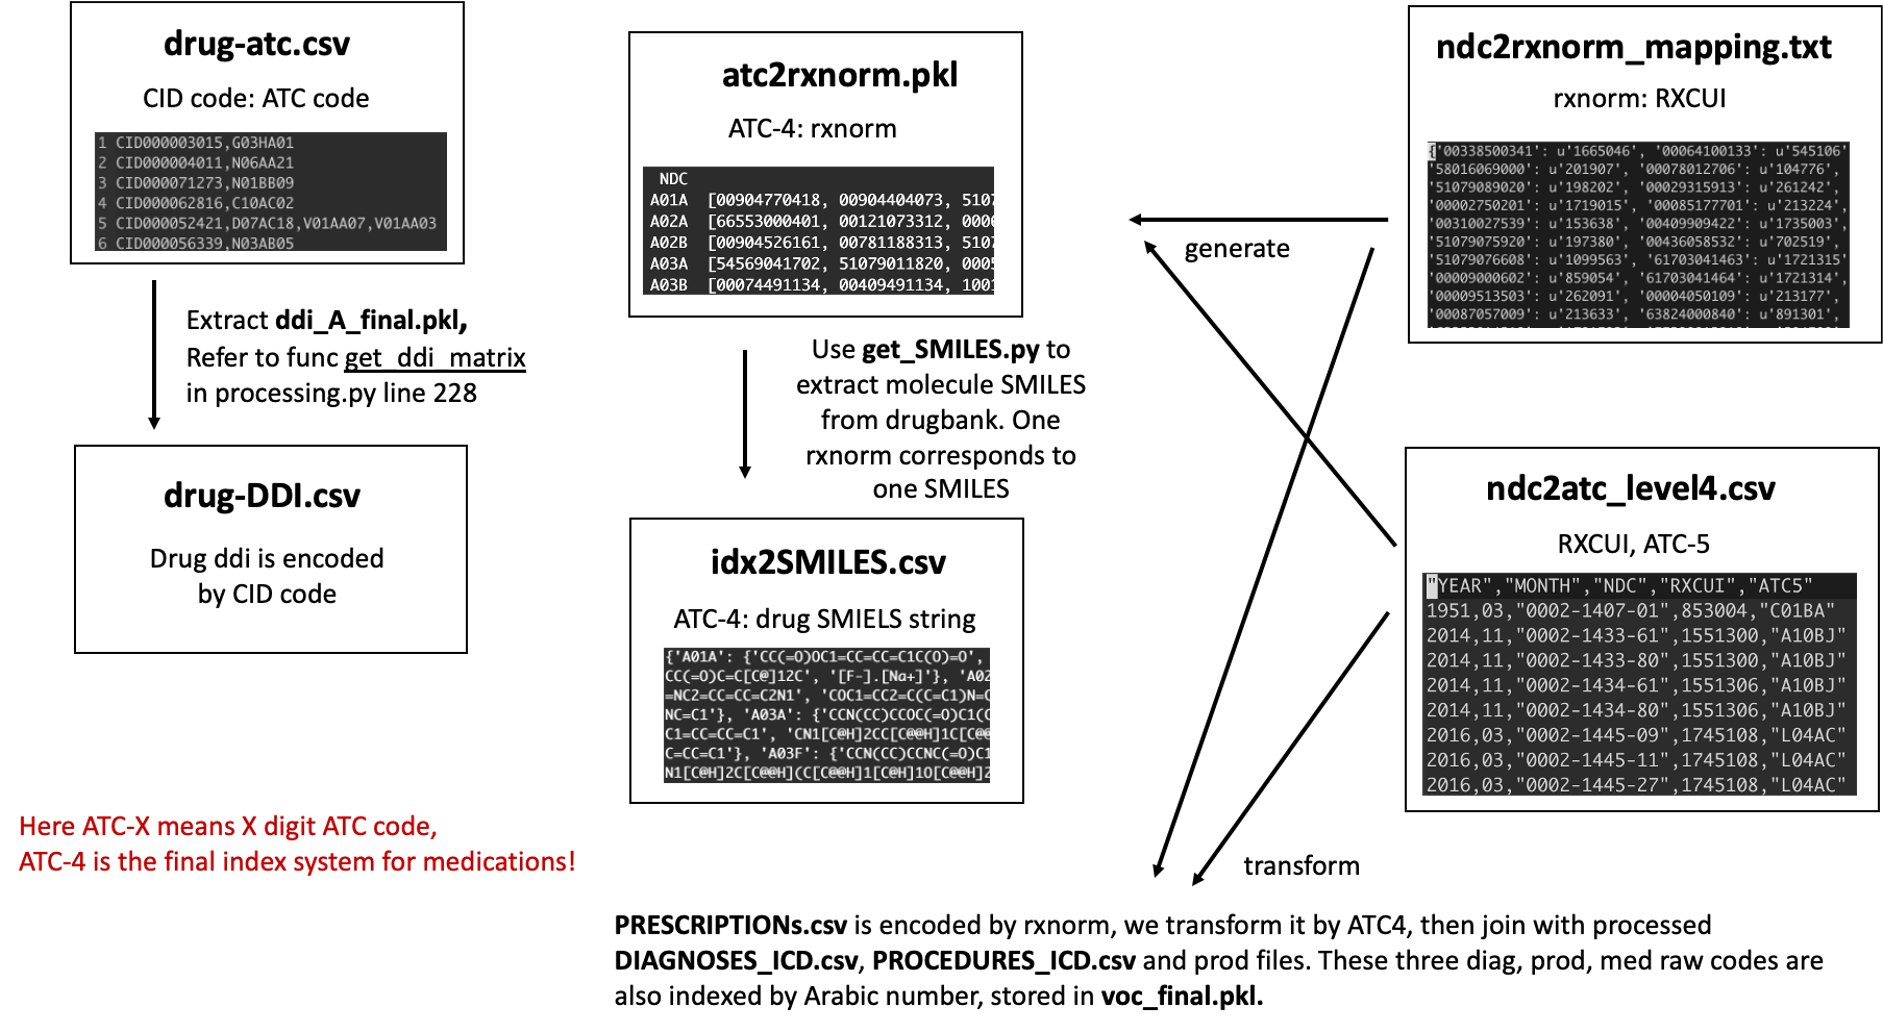 drug-atc.csv
CID code: ATC code
1 CID000003015,G03HA01
2 CID000004011,N06AA21
3 CID000071273,N01BB09
4 CID000062816,C10AC02
5 CID000052421,D07AC18,V01AA07,V01AA03
6 CID000056339,N03AB05
Extract ddi_A_final.pkl,
Refer to func get_ddi_matrix
in processing.py line 228
drug-DDI.csv
Drug ddi is encoded
by CID code
Here ATC-X means X digit ATC code,
ATC-4 is the final index system for medications!
atc2rxnorm.pkl
ATC-4: rxnorm
NDC
A01A [00904770418, 00904404073, 5107
A02A [66553000401, 00121073312, 0006
A02B [00904526161, 00781188313, 5107
A03A [54569041702, 51079011820, 0005
A03B [00074491134, 00409491134, 1001
Use get_SMILES.py to
extract molecule SMILES
from drugbank. One
rxnorm corresponds to
one SMILES
idx2SMILES.csv
ATC-4: drug SMIELS string
{'A01A': {'CC(=O)OC1=CC=CC=C1C(O)=O',
CC(=O)C=C[C@]12C', '[F-].[Na+]'}, 'A02
=NC2=CC=CC=C2N1', 'COC1=CC2=C(C=C1)N=C
NC=C1'}, 'A03A': {'CCN(CC)CCOC(=O)C1(C
C1=CC=CC=C1', 'CN1[C@H]2CC[C@@H]1C[C@@
C=CC=C1'}, 'A03F': {'CCN(CC)CCNC(=O)C1
N1[C@H]2C[C@@H](C[C@@H]1[C@H]1O[C@@H]2
generate
transform
ndc2rxnorm_mapping.txt
rxnorm: RXCUI
{'00338500341': u'1665046', '00064100133': u'545106'
'58016069000': u'201907', '00078012706': u'104776',
'51079089020': u'198202', '00029315913': u'261242',
'00002750201': u'1719015', '00085177701': u'213224',
'00310027539': u'153638', '00409909422': u'1735003',
'51079075920': u'197380', '00436058532': u'702519',
'51079076608': u'1099563', '61703041463': u'1721315'
'00009000602': u'859054', '61703041464': u'1721314',
'00009513503': u'262091', '00004050109': u'213177',
'00087057009': u'213633', '63824000840': u'891301',
ndc2atc_level4.csv
RXCUI, ATC-5
"YEAR","MONTH","NDC","RXCUI","ATC5"
1951,03,"0002-1407-01",853004,"C01BA"
2014,11,"0002-1433-61",1551300,"A10BJ"
2014,11,"0002-1433-80",1551300,"A10BJ"
2014,11,"0002-1434-61",1551306,"A10BJ"
2014,11,"0002-1434-80",1551306,"A10BJ"
2016,03,"0002-1445-09",1745108,"L04AC"
2016,03,"0002-1445-11",1745108,"L04AC"
2016,03,"0002-1445-27",1745108,"L04AC"
PRESCRIPTIONs.csv is encoded by rxnorm, we transform it by ATC4, then join with processed
DIAGNOSES_ICD.csv, PROCEDURES_ICD.csv and prod files. These three diag, prod, med raw codes are
also indexed by Arabic number, stored in voc_final.pkl.